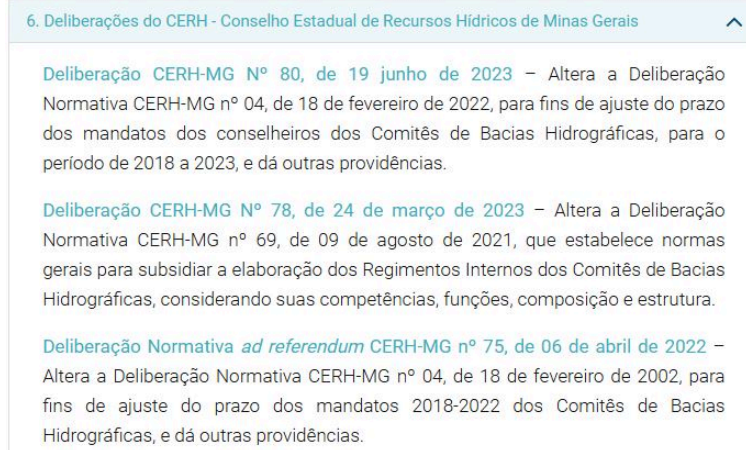 6. Deliberações do CERH - Conselho Estadual de Recursos Hídricos de Minas Gerais
Deliberação CERH-MG Nº 80, de 19 junho de 2023 – Altera a Deliberação
Normativa CERH-MG nº 04, de 18 de fevereiro de 2022, para fins de ajuste do prazo
dos mandatos dos conselheiros dos Comitês de Bacias Hidrográficas, para o
período de 2018 a 2023, e dá outras providências.
Deliberação CERH-MG Nº 78, de 24 de março de 2023 – Altera a Deliberação
Normativa CERH-MG nº 69, de 09 de agosto de 2021, que estabelece normas
gerais para subsidiar a elaboração dos Regimentos Internos dos Comitês de Bacias
Hidrográficas, considerando suas competências, funções, composição e estrutura.
Deliberação Normativa ad referendum CERH-MG nº 75, de 06 de abril de 2022 –
Altera a Deliberação Normativa CERH-MG nº 04, de 18 de fevereiro de 2002, para
fins de ajuste do prazo dos mandatos 2018-2022 dos Comitês de Bacias
Hidrográficas, e dá outras providências.